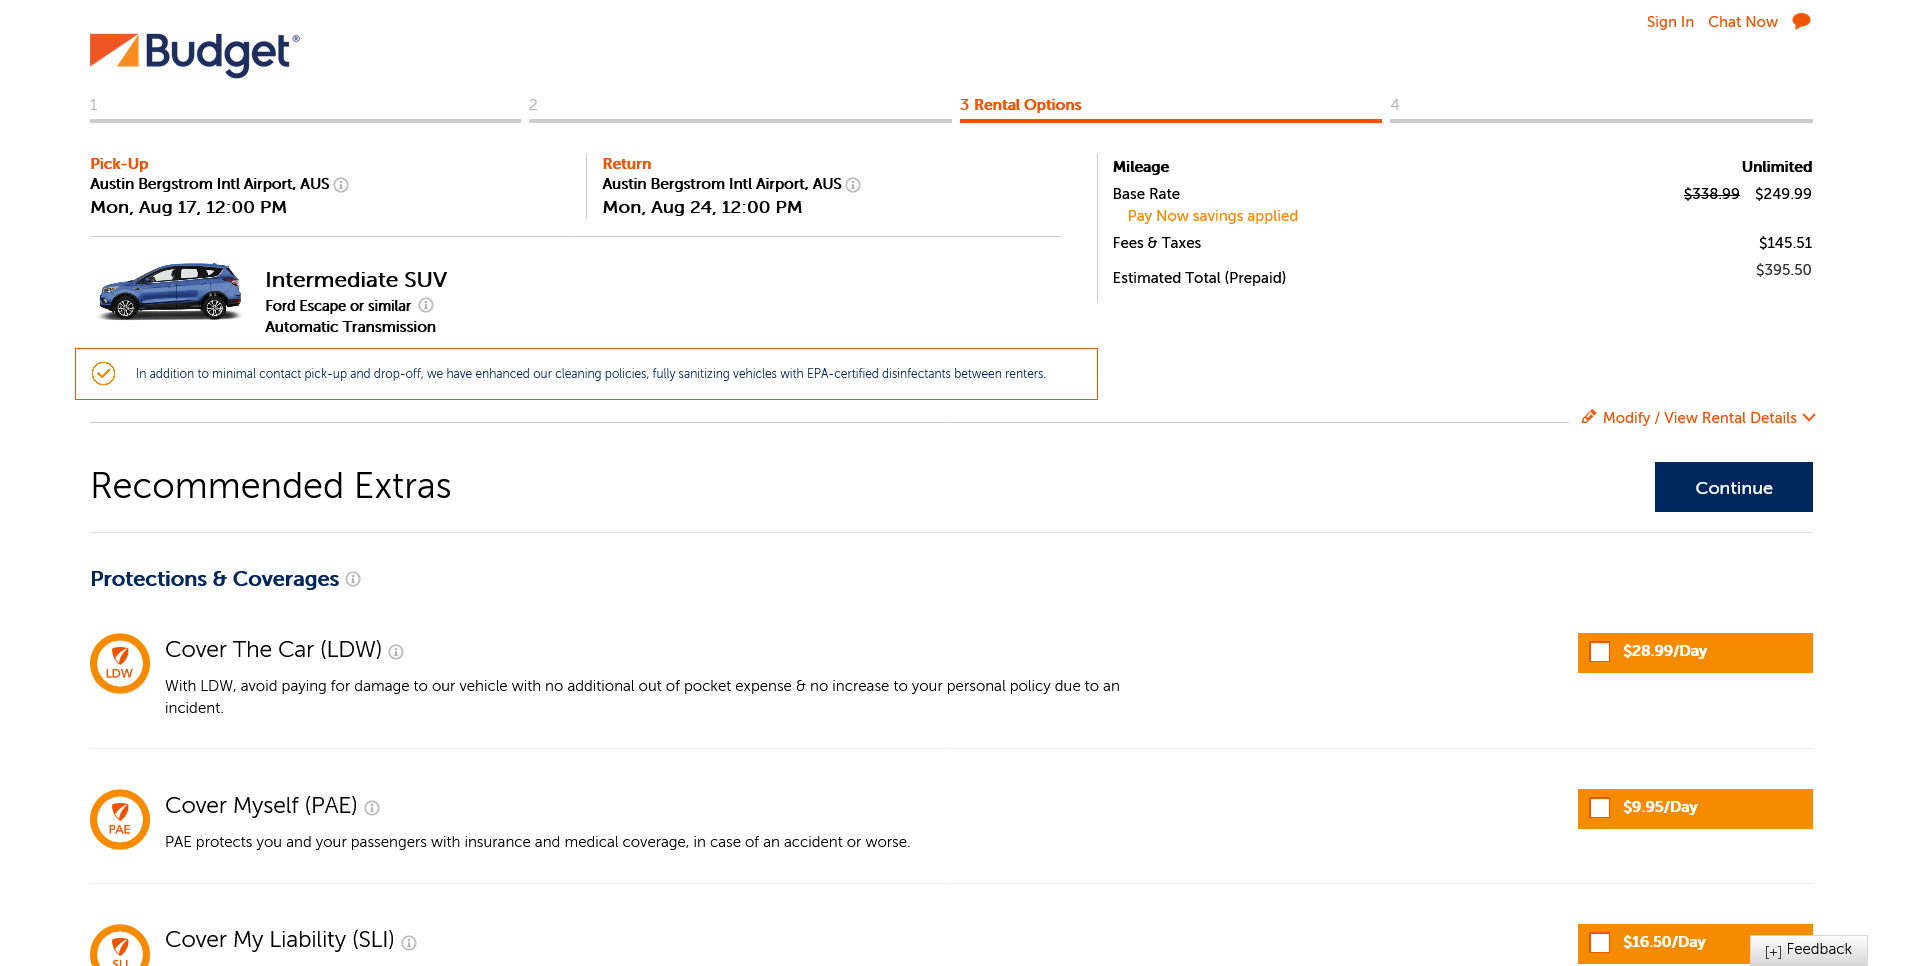 Sign In Chat Now
Budget®
1 2 3 Rental Options 4
Pick-Up
Austin Bergstrom Intl Airport, AUS
Mon, Aug 17, 12:00 PM
Return
Austin Bergstrom Intl Airport, AUS
Mon, Aug 24, 12:00 PM
Mileage Unlimited
Base Rate $338.99 $249.99
Pay Now savings applied
Fees & Taxes $145.51
Estimated Total (Prepaid) $395.50
Intermediate SUV
Ford Escape or similar
Automatic Transmission
In addition to minimal contact pick-up and drop-off, we have enhanced our cleaning policies, fully sanitizing vehicles with EPA-certified disinfectants between renters.
Modify / View Rental Details
Recommended Extras
Continue
Protections & Coverages
LDW
Cover The Car (LDW)
$28.99/Day
With LDW, avoid paying for damage to our vehicle with no additional out of pocket expense & no increase to your personal policy due to an
incident.
PAE
Cover Myself (PAE)
$9.95/Day
PAE protects you and your passengers with insurance and medical coverage, in case of an accident or worse.
SLI
Cover My Liability (SLI)
$16.50/Day
[+] Feedback